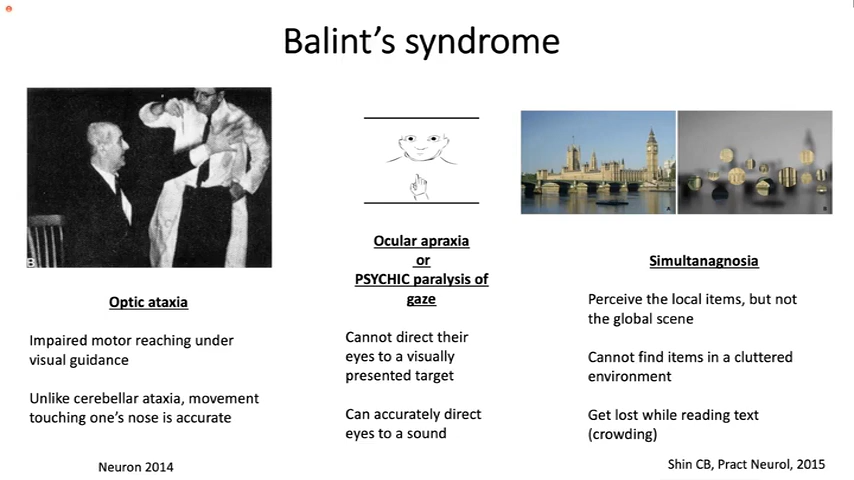 Balint's syndrome
B
Optic ataxia
Impaired motor reaching under
visual guidance
Unlike cerebellar ataxia, movement
touching one's nose is accurate
Neuron 2014
Ocular apraxia
or
PSYCHIC paralysis of
gaze
Cannot direct their
eyes to a visually
presented target
Can accurately direct
eyes to a sound
Simultanagnosia
Perceive the local items, but not
the global scene
Cannot find items in a cluttered
environment
Get lost while reading text
(crowding)
Shin CB, Pract Neurol, 2015